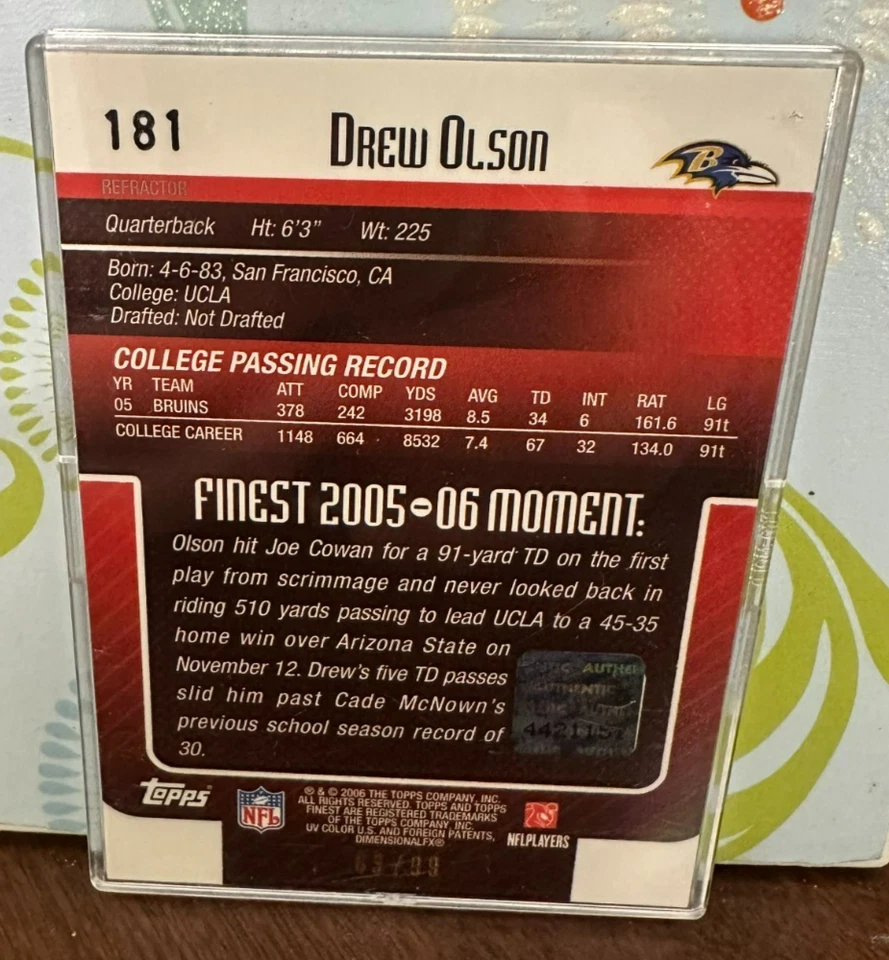 181
DREW OLSON
B
REFRACTOR
Quarterback Ht: 6'3" Wt: 225
Born: 4-6-83, San Francisco, CA
College: UCLA
Drafted: Not Drafted
COLLEGE PASSING RECORD
YR TEAM ATT COMP YDS AVG TD INT RAT LG
05 BRUINS 378 242 3198 8.5 34 6 161.6 91t
COLLEGE CAREER 1148 664 8532 7.4 67 32 134.0 91t
FINEST 2005-06 MOMENT:
Olson hit Joe Cowan for a 91-yard TD on the first
play from scrimmage and never looked back in
riding 510 yards passing to lead UCLA to a 45-35
home win over Arizona State on
November 12. Drew's five TD passes
slid him past Cade McNown's
previous school season record of
30.
AUTHENTIC
topps
NFL
® & © 2006 THE TOPPS COMPANY, INC.
ALL RIGHTS RESERVED. TOPPS AND TOPPS
FINEST ARE REGISTERED TRADEMARKS
OF THE TOPPS COMPANY, INC.
UV COLOR U.S. AND FOREIGN PATENTS,
DIMENSIONALFX®
NFLPLAYERS